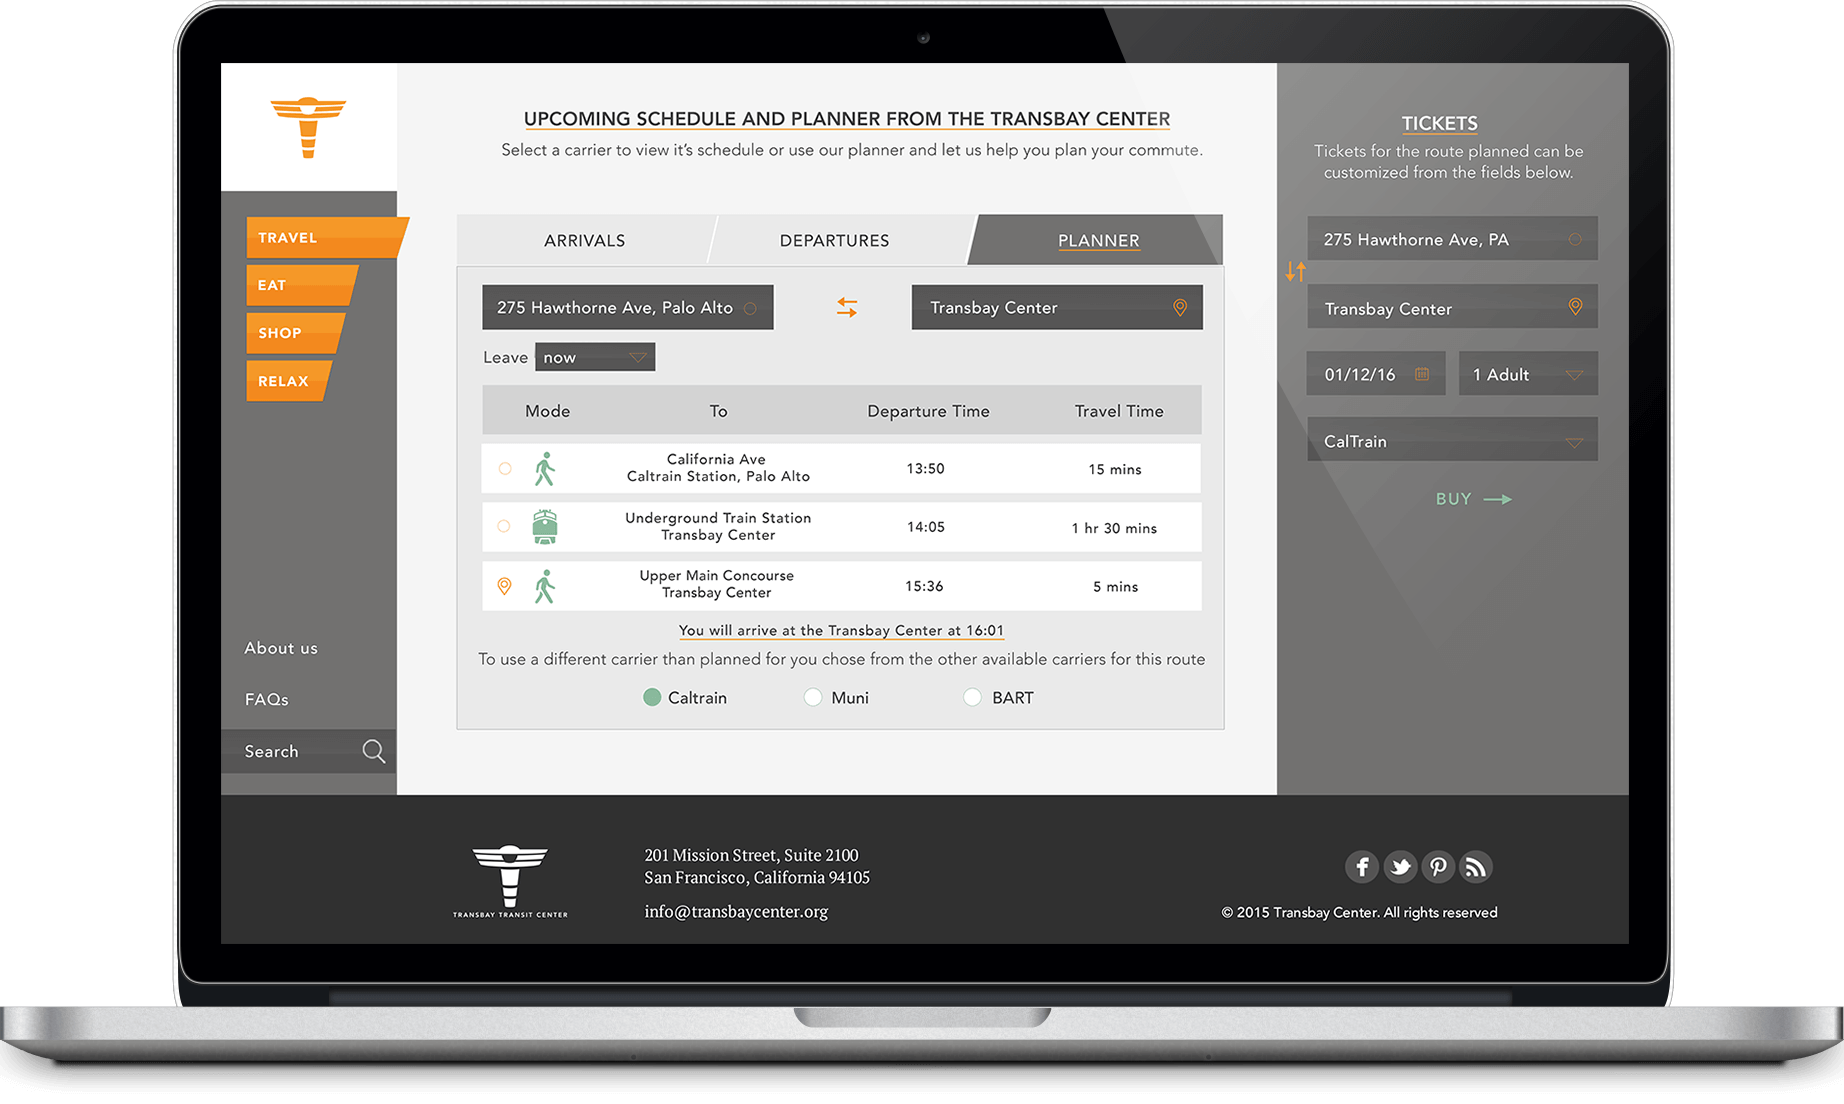 UPCOMING SCHEDULE AND PLANNER FROM THE TRANSBAY CENTER
Select a carrier to view it's schedule or use our planner and let us help you plan your commute.
TRAVEL
EAT
SHOP
RELAX
About us
FAQs
Search
ARRIVALS
DEPARTURES
PLANNER
275 Hawthorne Ave, Palo Alto
Transbay Center
Leave now
Mode To Departure Time Travel Time
California Ave
Caltrain Station, Palo Alto
13:50
15 mins
Underground Train Station
Transbay Center
14:05
1 hr 30 mins
Upper Main Concourse
Transbay Center
15:36
5 mins
You will arrive at the Transbay Center at 16:01
To use a different carrier than planned for you chose from the other available carriers for this route
Caltrain Muni BART
TICKETS
Tickets for the route planned can be
customized from the fields below.
275 Hawthorne Ave, PA
Transbay Center
01/12/16
1 Adult
CalTrain
BUY
TRANSBAY TRANSIT CENTER
201 Mission Street, Suite 2100
San Francisco, California 94105
info@transbaycenter.org
© 2015 Transbay Center. All rights reserved